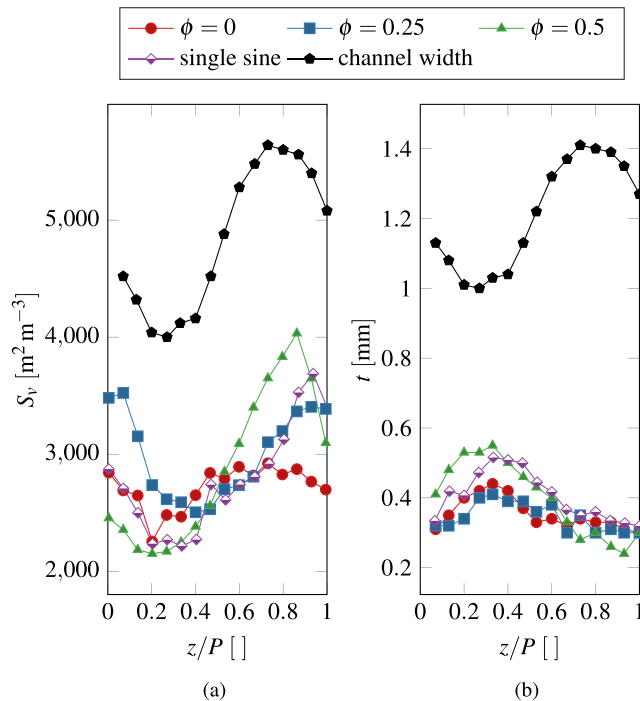 ϕ = 0 ϕ = 0.25 ϕ = 0.5
single sine channel width
5,000
4,000
3,000
2,000
S_v [m² m⁻³]
0 0.2 0.4 0.6 0.8 1
z/P [ ]
(a)
1.4
1.2
1
0.8
0.6
0.4
0.2
t [mm]
0 0.2 0.4 0.6 0.8 1
z/P [ ]
(b)